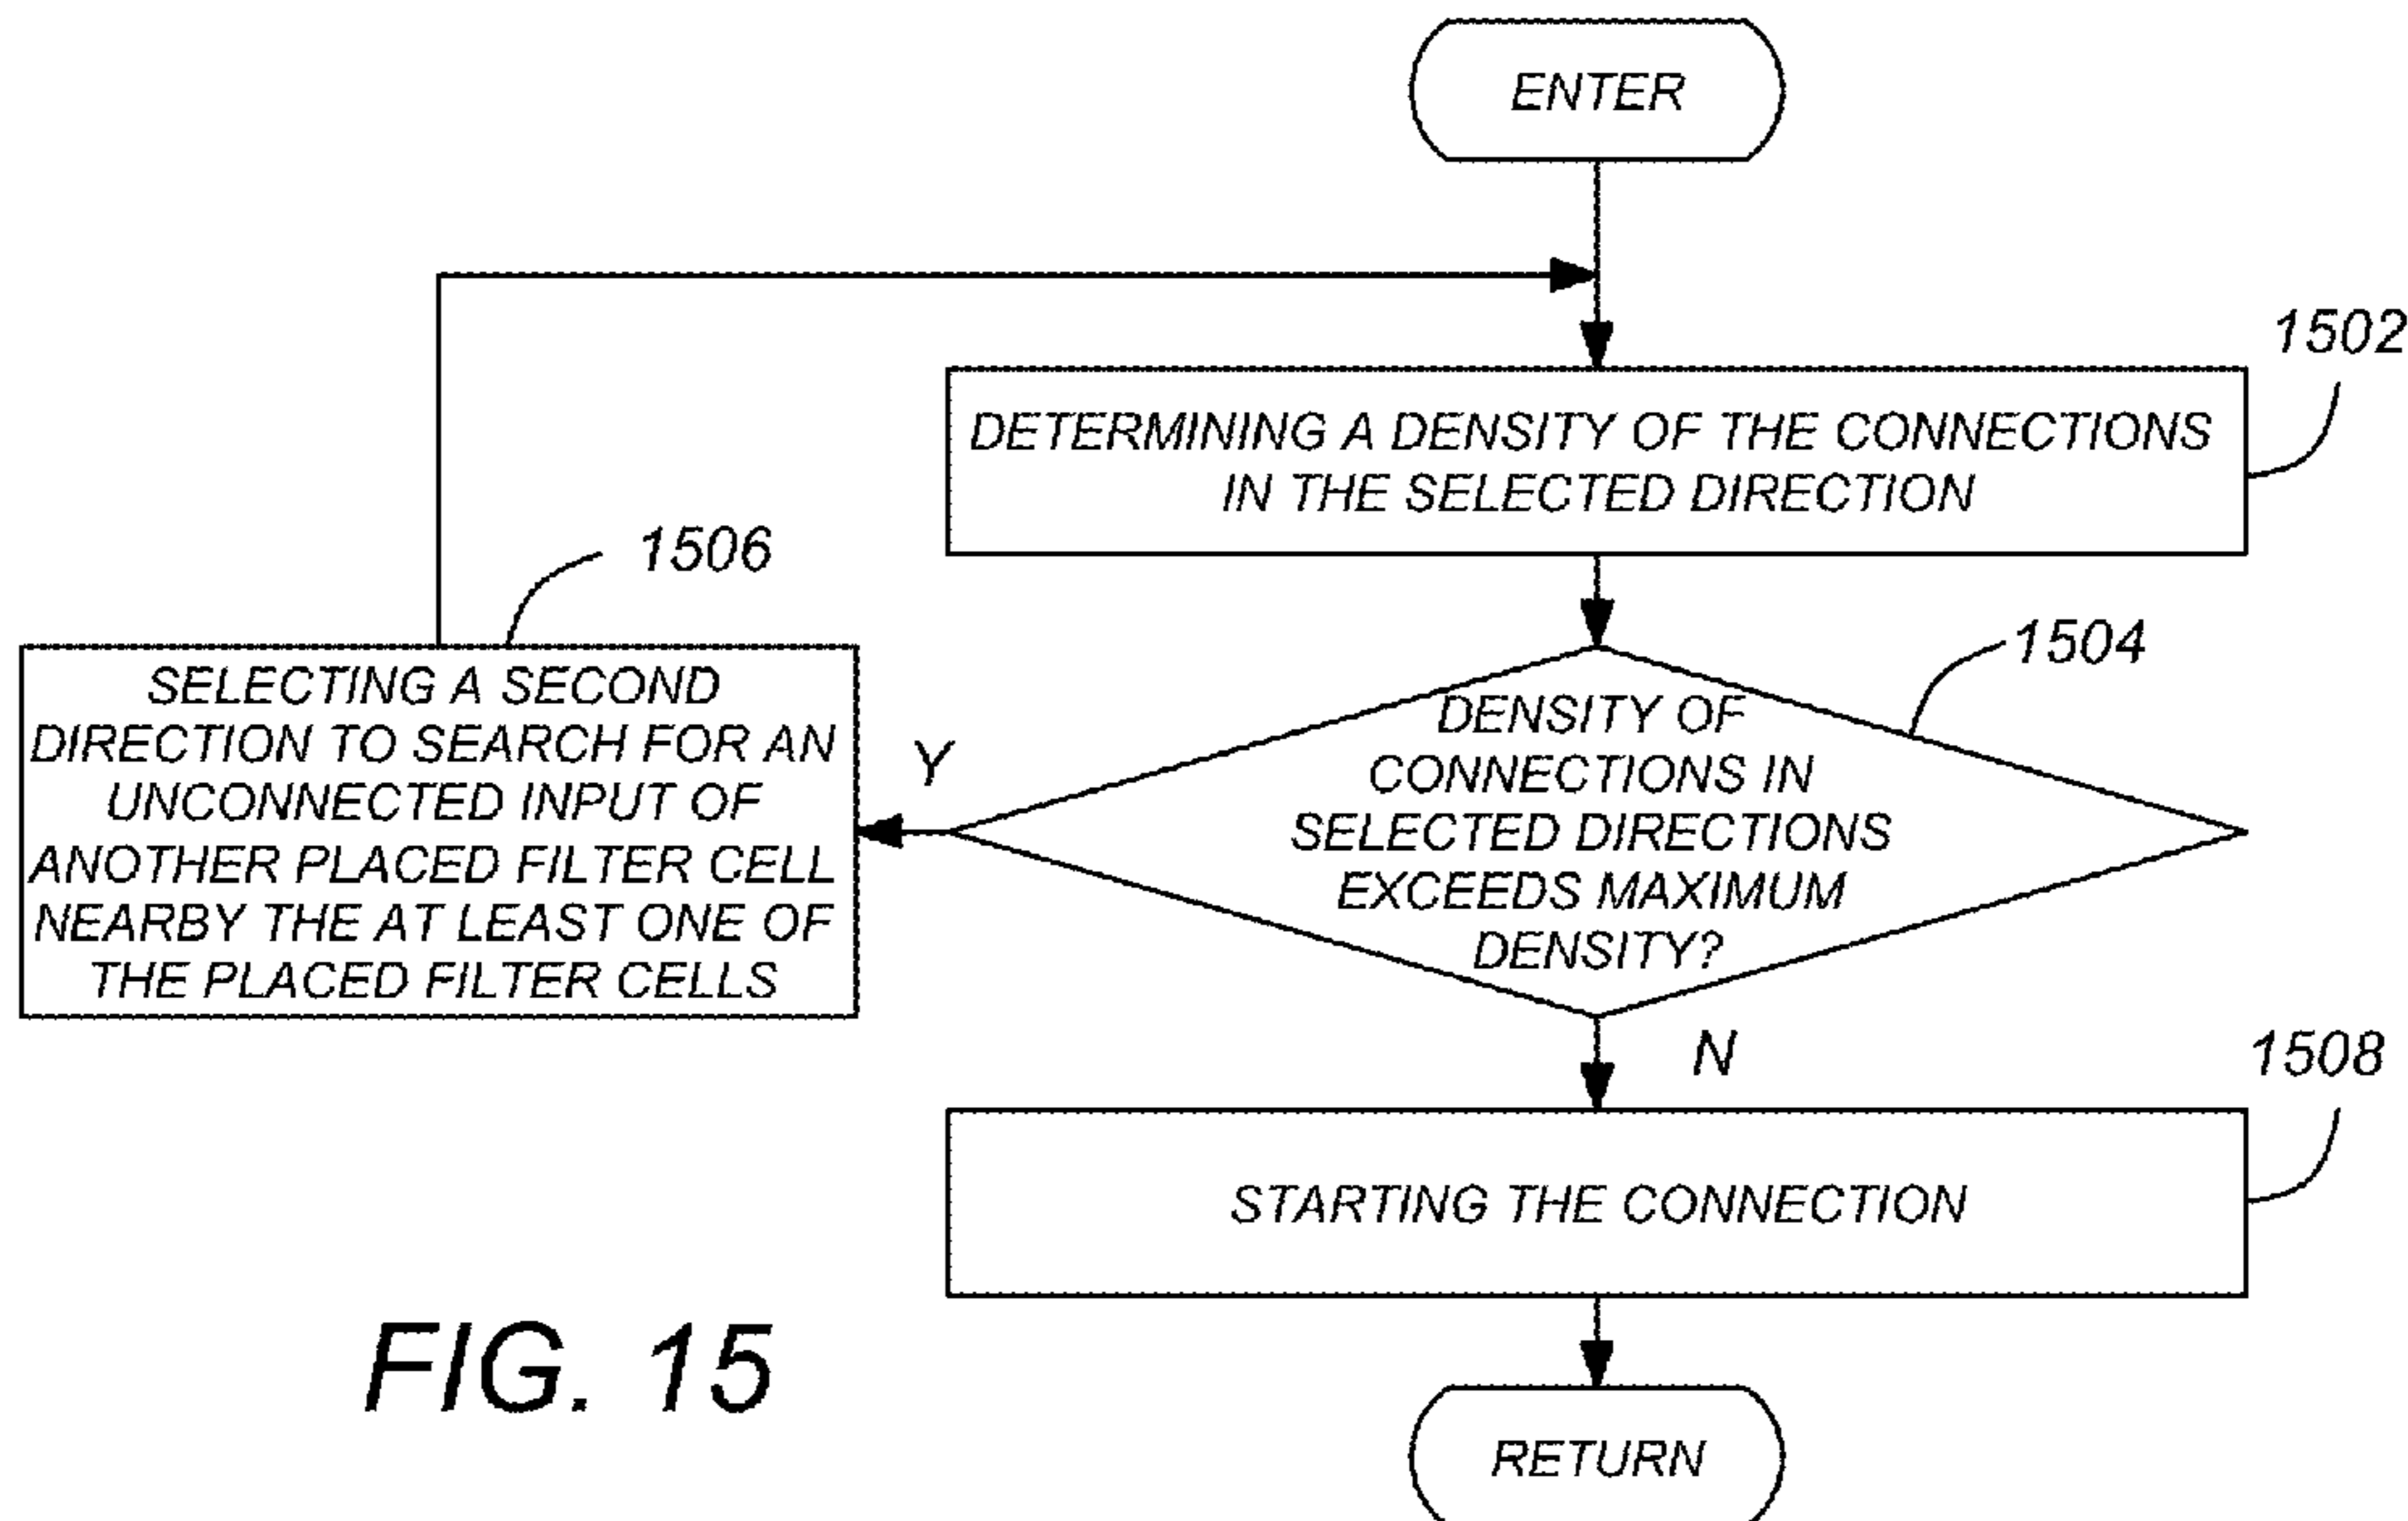 ENTER
1502
DETERMINING A DENSITY OF THE CONNECTIONS
IN THE SELECTED DIRECTION
1506
1504
SELECTING A SECOND
DIRECTION TO SEARCH FOR AN
UNCONNECTED INPUT OF
ANOTHER PLACED FILTER CELL
NEARBY THE AT LEAST ONE OF
THE PLACED FILTER CELLS
Y
DENSITY OF
CONNECTIONS IN
SELECTED DIRECTIONS
EXCEEDS MAXIMUM
DENSITY?
N
1508
STARTING THE CONNECTION
FIG. 15
RETURN